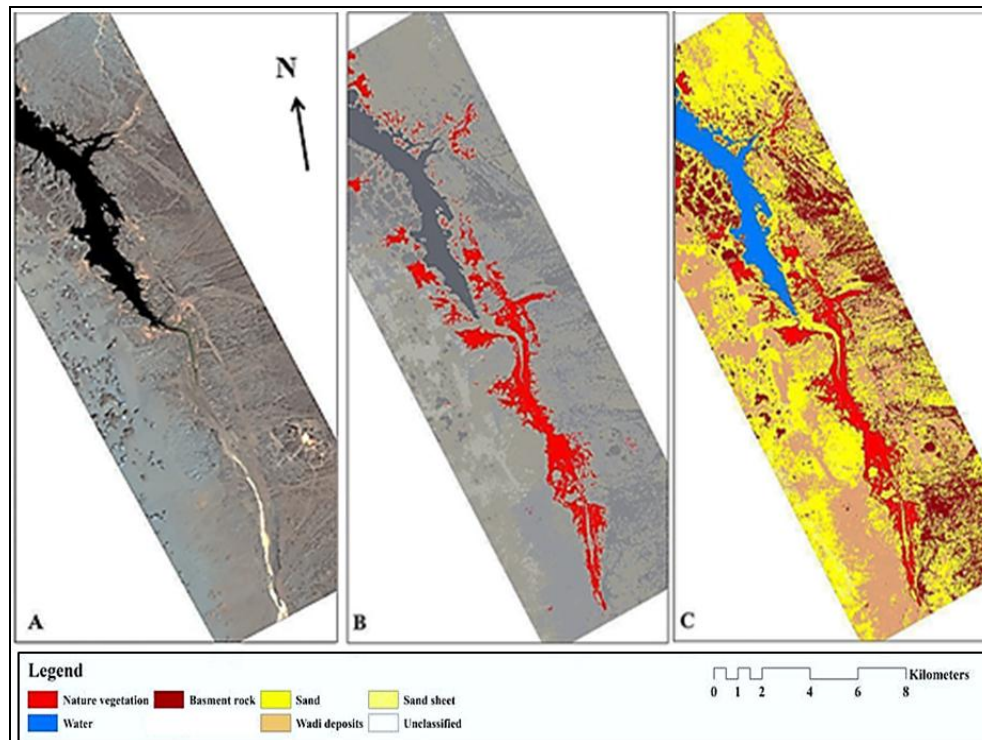 N
A
B
C
Legend
Nature vegetation
Basment rock
Sand
Sand sheet
Water
Wadi deposits
Unclassified
Kilometers
0 1 2 4 6 8